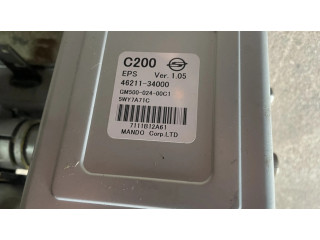 C200
EPS Ver. 1.05
46211-34000
GM500-024-00C1
5WY7A71C
7111B12A61
MANDO Corp.LTD